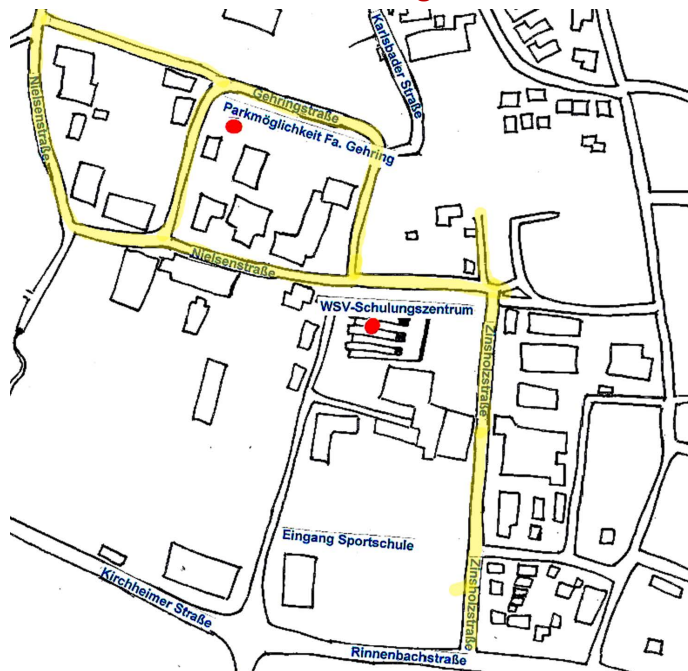 Karlsbader Straße
Gehringstraße
Parkmöglichkeit Fa. Gehring
Nielsenstraße
Nielsenstraße
WSV-Schulungszentrum
Zinsholzstraße
Eingang Sportschule
Zinsholzstraße
Kirchheimer Straße
Rinnenbachstraße